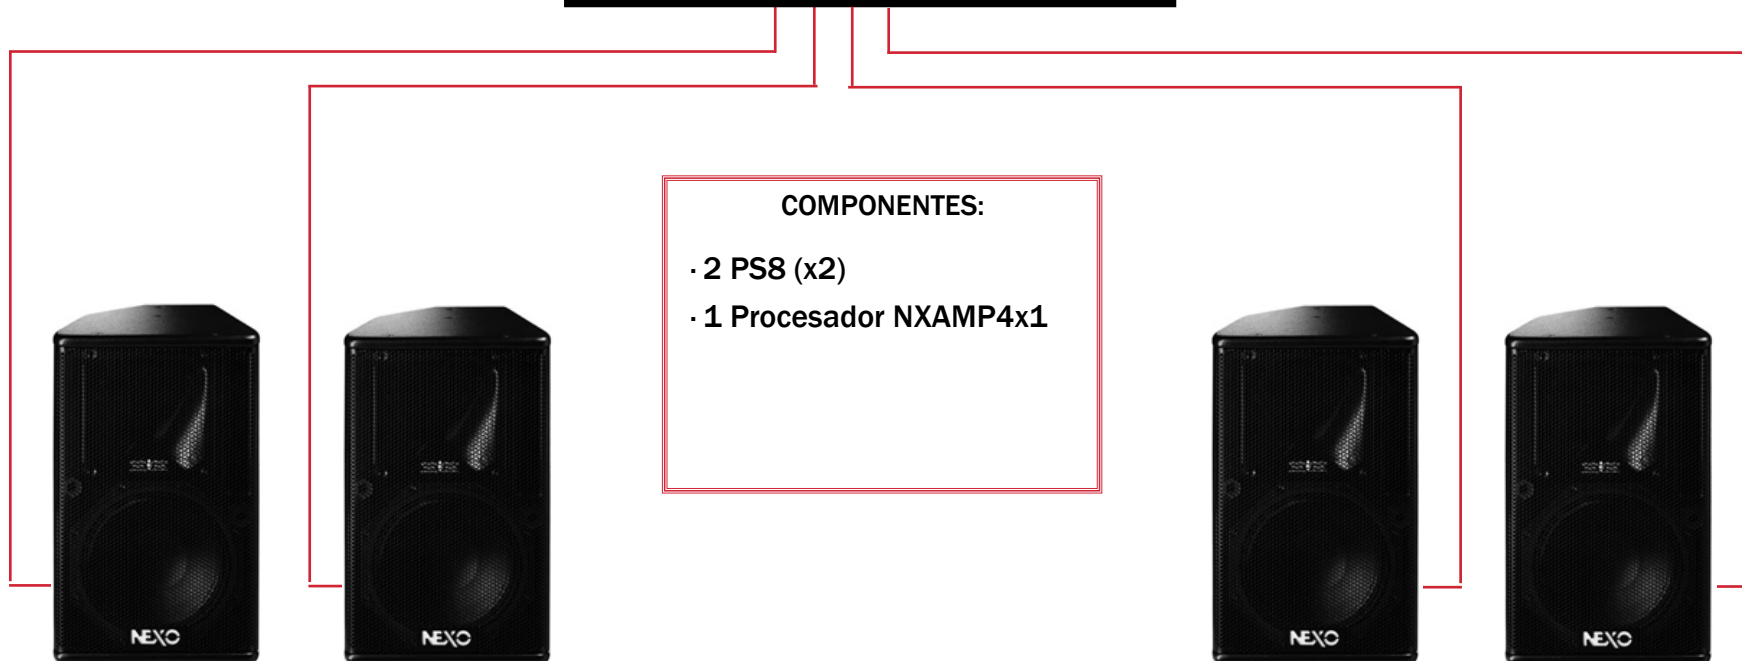 COMPONENTES:
· 2 PS8 (x2)
· 1 Procesador NXAMP4x1
NEXO
NEXO
NEXO
NEXO